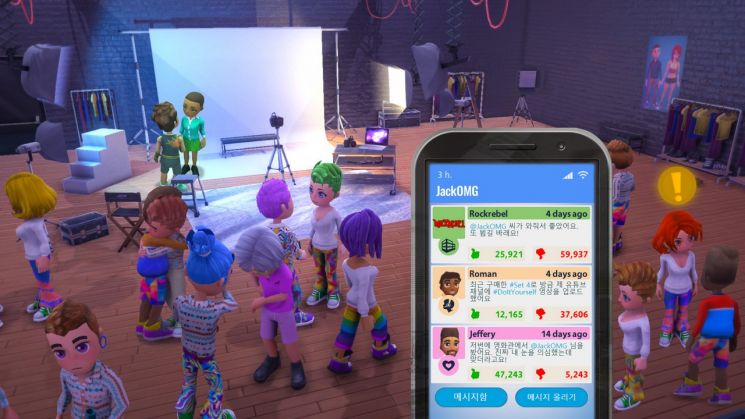 3 h.
JackOMG
Rockrebel 4 days ago
@JackOMG 씨가 와줘서 좋았어요.
또 뵙길 바래요!
25,921 59,937
Roman 4 days ago
최근 구매한 #Set 4로 방금 제 유튜브
채널에 #DoItYourself 영상을 업로드
했어요
12,165 37,606
Jeffery 14 days ago
저번에 영화관에서 @JackOMG 님을
봤어요. 진짜 내 눈을 의심했는데
맞더라고요!
47,243 5,243
메시지함 메시지 올리기